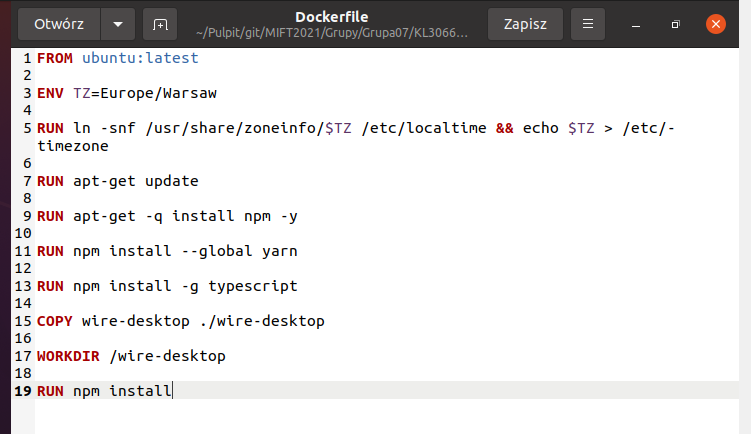 Otwórz
Dockerfile
~/Pulpit/git/MIFT2021/Grupy/Grupa07/KL3066…
Zapisz
1 FROM ubuntu:latest
2
3 ENV TZ=Europe/Warsaw
4
5 RUN ln -snf /usr/share/zoneinfo/$TZ /etc/localtime && echo $TZ > /etc/-
timezone
6
7 RUN apt-get update
8
9 RUN apt-get -q install npm -y
10
11 RUN npm install --global yarn
12
13 RUN npm install -g typescript
14
15 COPY wire-desktop ./wire-desktop
16
17 WORKDIR /wire-desktop
18
19 RUN npm install